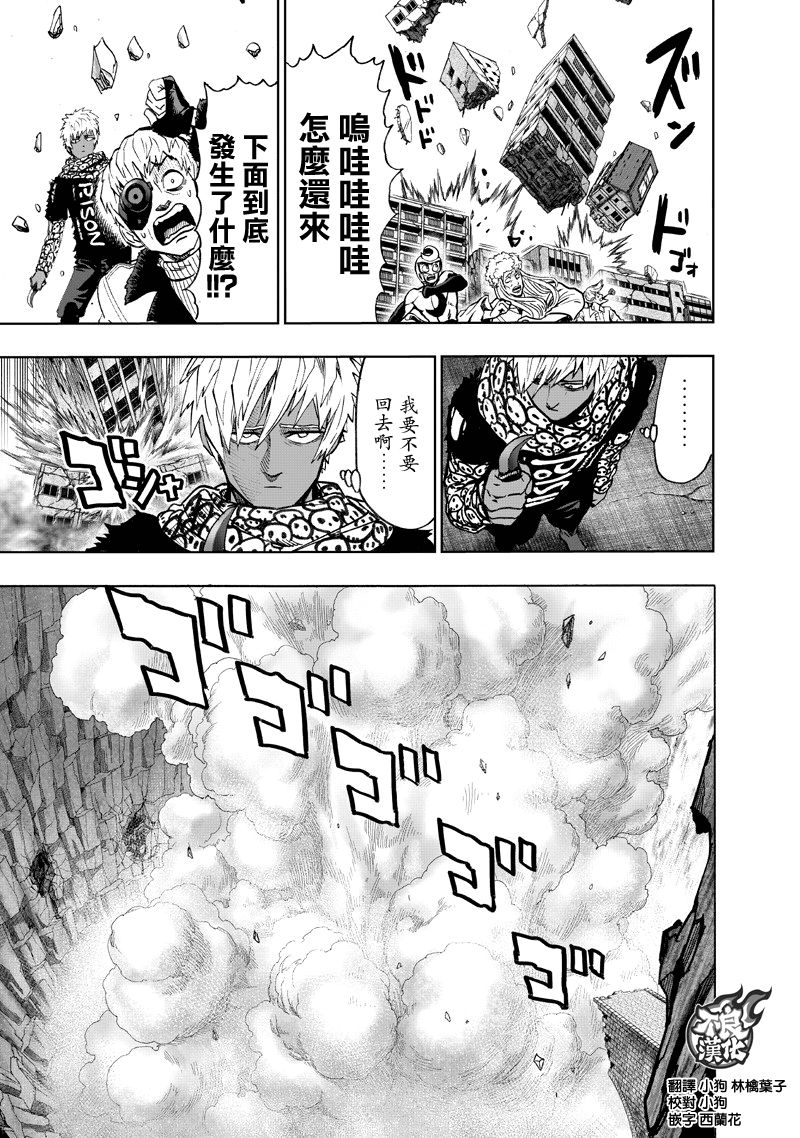 ズン
ドドドド
ドゴォ
嗚哇哇哇哇
怎麼還來
下面到底
發生了什麼!!?
PISON
………
POISN
我要不要
回去啊……
ゴシャ
ゴゴゴゴゴ
不良漢化
翻譯 小狗 林檎葉子
校對 小狗
嵌字 西蘭花